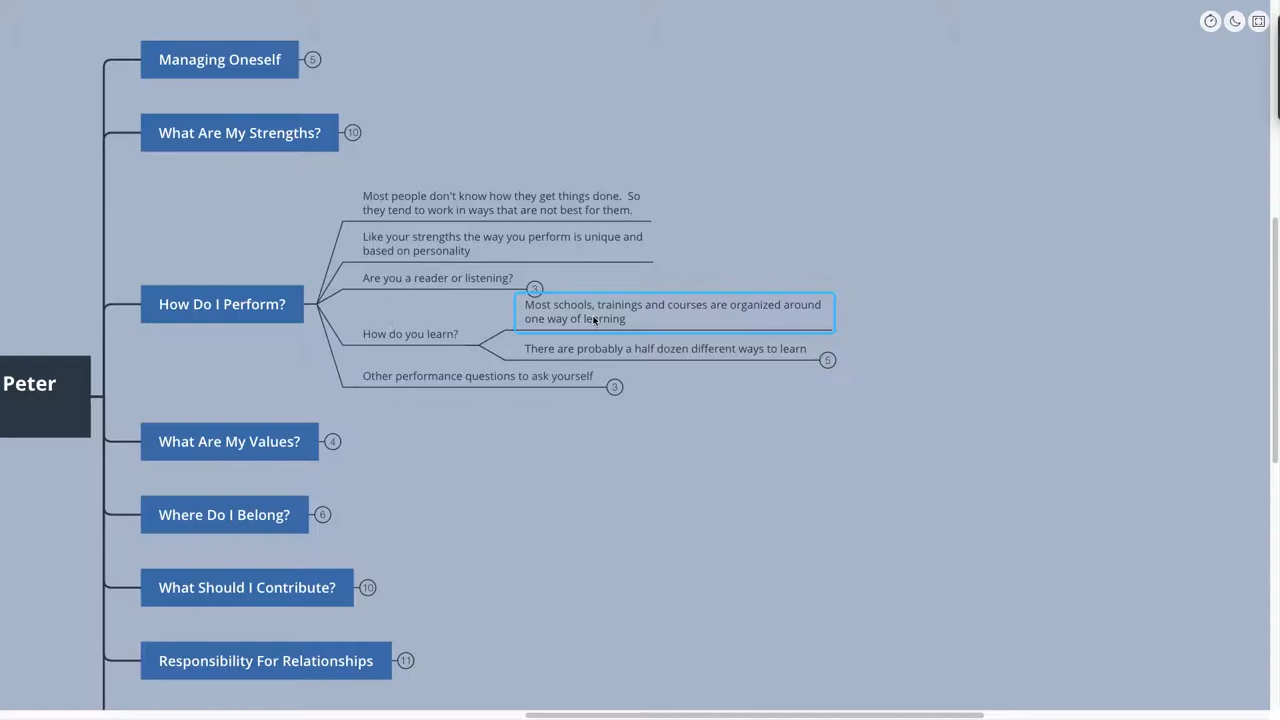 Managing Oneself
5
What Are My Strengths?
10
Most people don't know how they get things done.  So
they tend to work in ways that are not best for them.
Like your strengths the way you perform is unique and
based on personality
Are you a reader or listening?
3
How Do I Perform?
Most schools, trainings and courses are organized around
one way of learning
How do you learn?
There are probably a half dozen different ways to learn
5
Other performance questions to ask yourself
3
Peter
What Are My Values?
4
Where Do I Belong?
6
What Should I Contribute?
10
Responsibility For Relationships
11